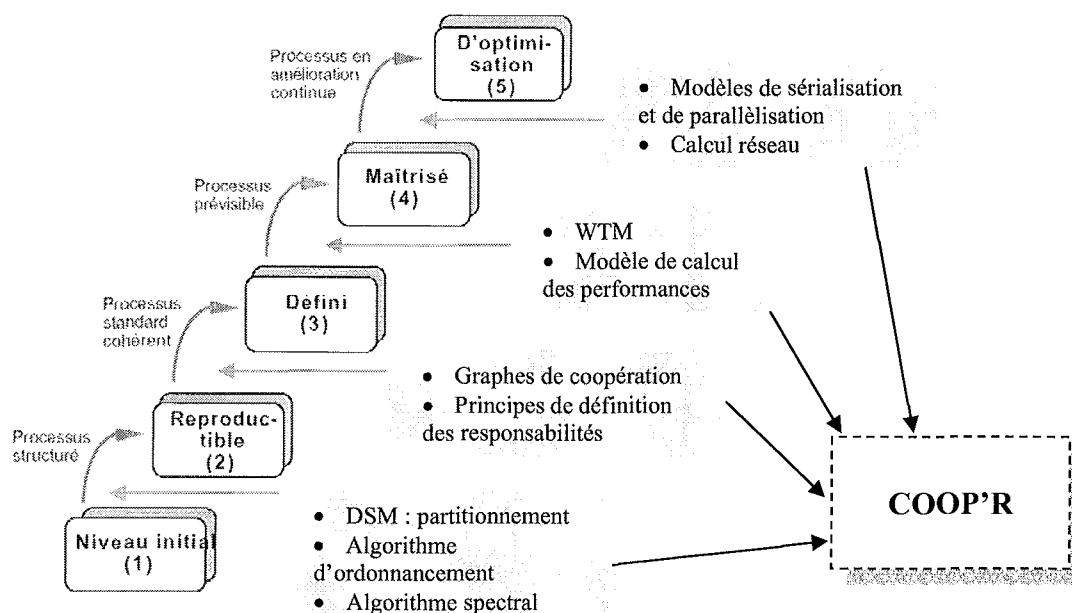 Processus en
amélioration
continue
D'optimi-
sation
(5)
• Modèles de sérialisation
et de parallèlisation
• Calcul réseau
Processus
prévisible
Maîtrisé
(4)
• WTM
• Modèle de calcul
des performances
Processus
standard
cohérent
Défini
(3)
• Graphes de coopération
• Principes de définition
des responsabilités
Processus
structuré
Reproduc-
tible
(2)
COOP'R
Niveau initial
(1)
• DSM : partitionnement
• Algorithme
d'ordonnancement
• Algorithme spectral